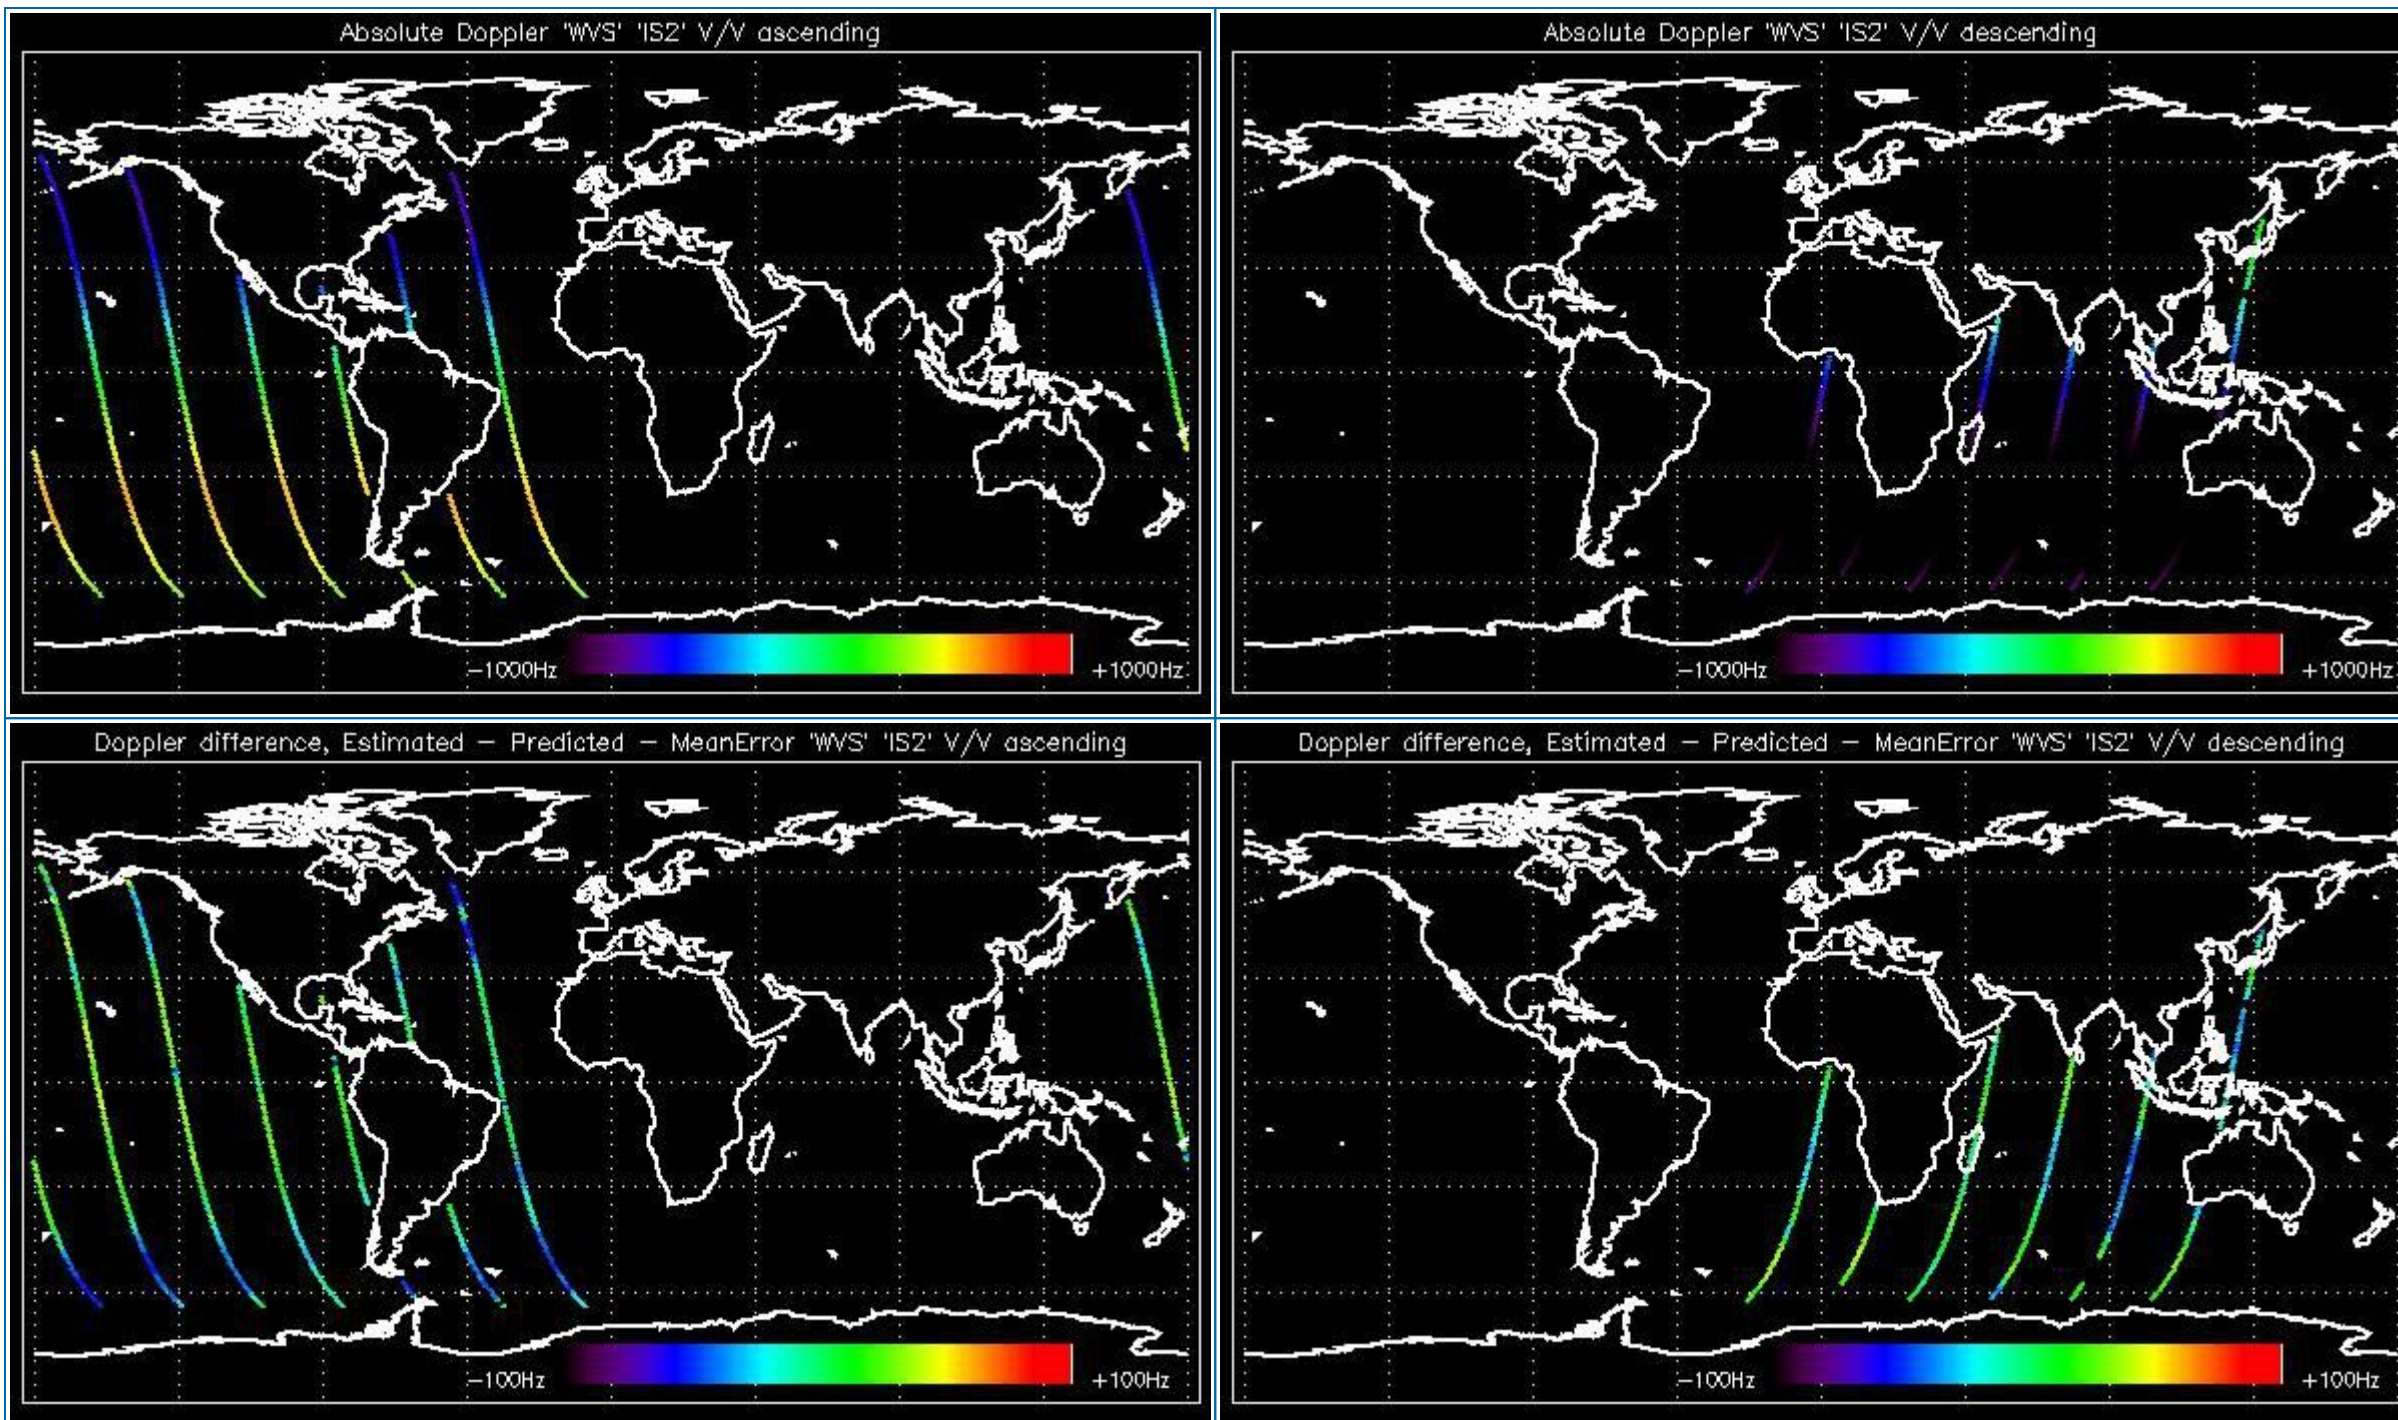 Absolute Doppler 'WVS' 'IS2' V/V ascending
-1000Hz
+1000Hz
Absolute Doppler 'WVS' 'IS2' V/V descending
-1000Hz
+1000Hz
Doppler difference, Estimated - Predicted - MeanError 'WVS' 'IS2' V/V ascending
-100Hz
+100Hz
Doppler difference, Estimated - Predicted - MeanError 'WVS' 'IS2' V/V descending
-100Hz
+100Hz